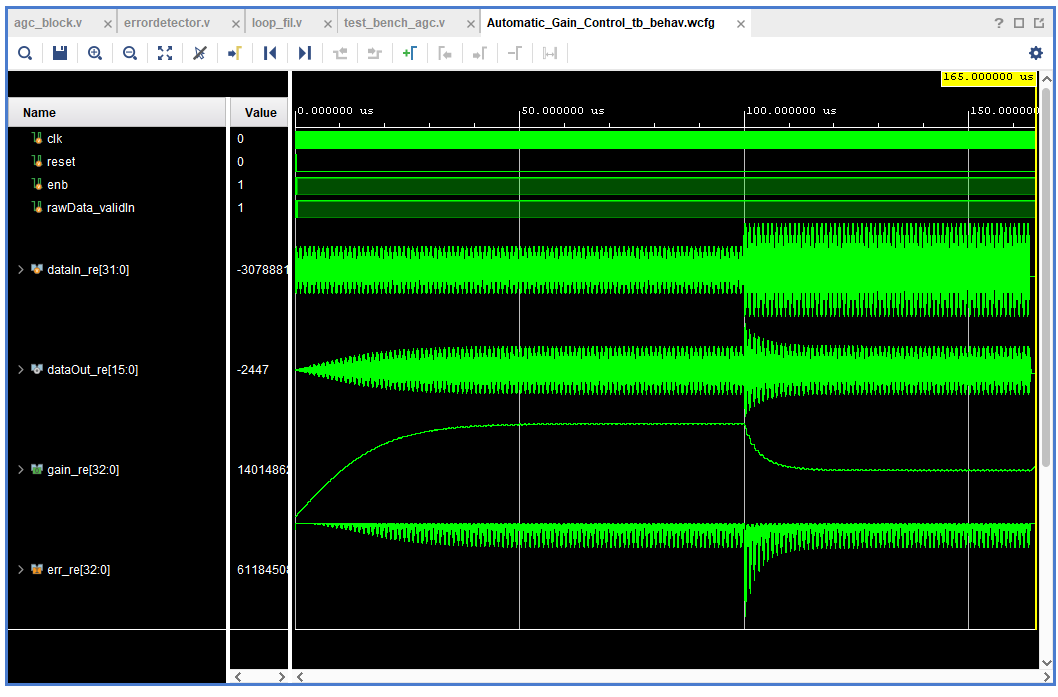 agc_block.v × errordetector.v × loop_fil.v × test_bench_agc.v × Automatic_Gain_Control_tb_behav.wcfg ×
165.000000 us
Name Value
0.000000 us 50.000000 us 100.000000 us 150.000000
clk 0
reset 0
enb 1
rawData_validIn 1
dataIn_re[31:0] -3078881
dataOut_re[15:0] -2447
gain_re[32:0] 14014862
err_re[32:0] 61184508